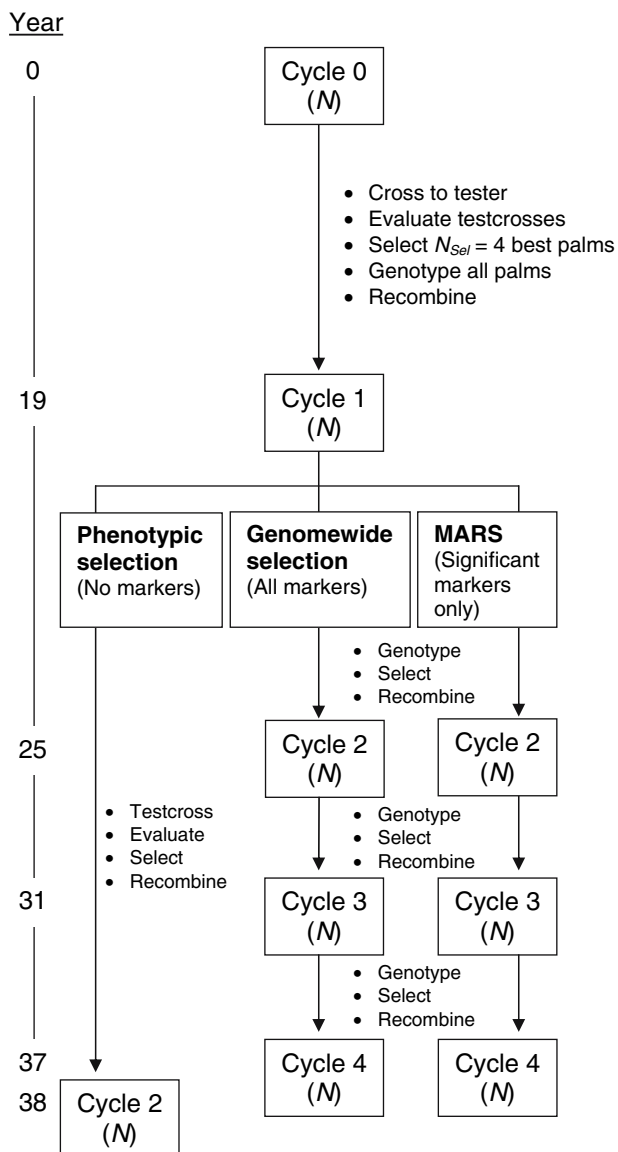 Year
0
Cycle 0
(N)
• Cross to tester
• Evaluate testcrosses
• Select NSel = 4 best palms
• Genotype all palms
• Recombine
19
Cycle 1
(N)
Phenotypic
selection
(No markers)
Genomewide
selection
(All markers)
MARS
(Significant
markers
only)
• Genotype
• Select
• Recombine
25
Cycle 2
(N)
Cycle 2
(N)
• Testcross
• Evaluate
• Select
• Recombine
• Genotype
• Select
• Recombine
31
Cycle 3
(N)
Cycle 3
(N)
• Genotype
• Select
• Recombine
37
Cycle 4
(N)
Cycle 4
(N)
38
Cycle 2
(N)